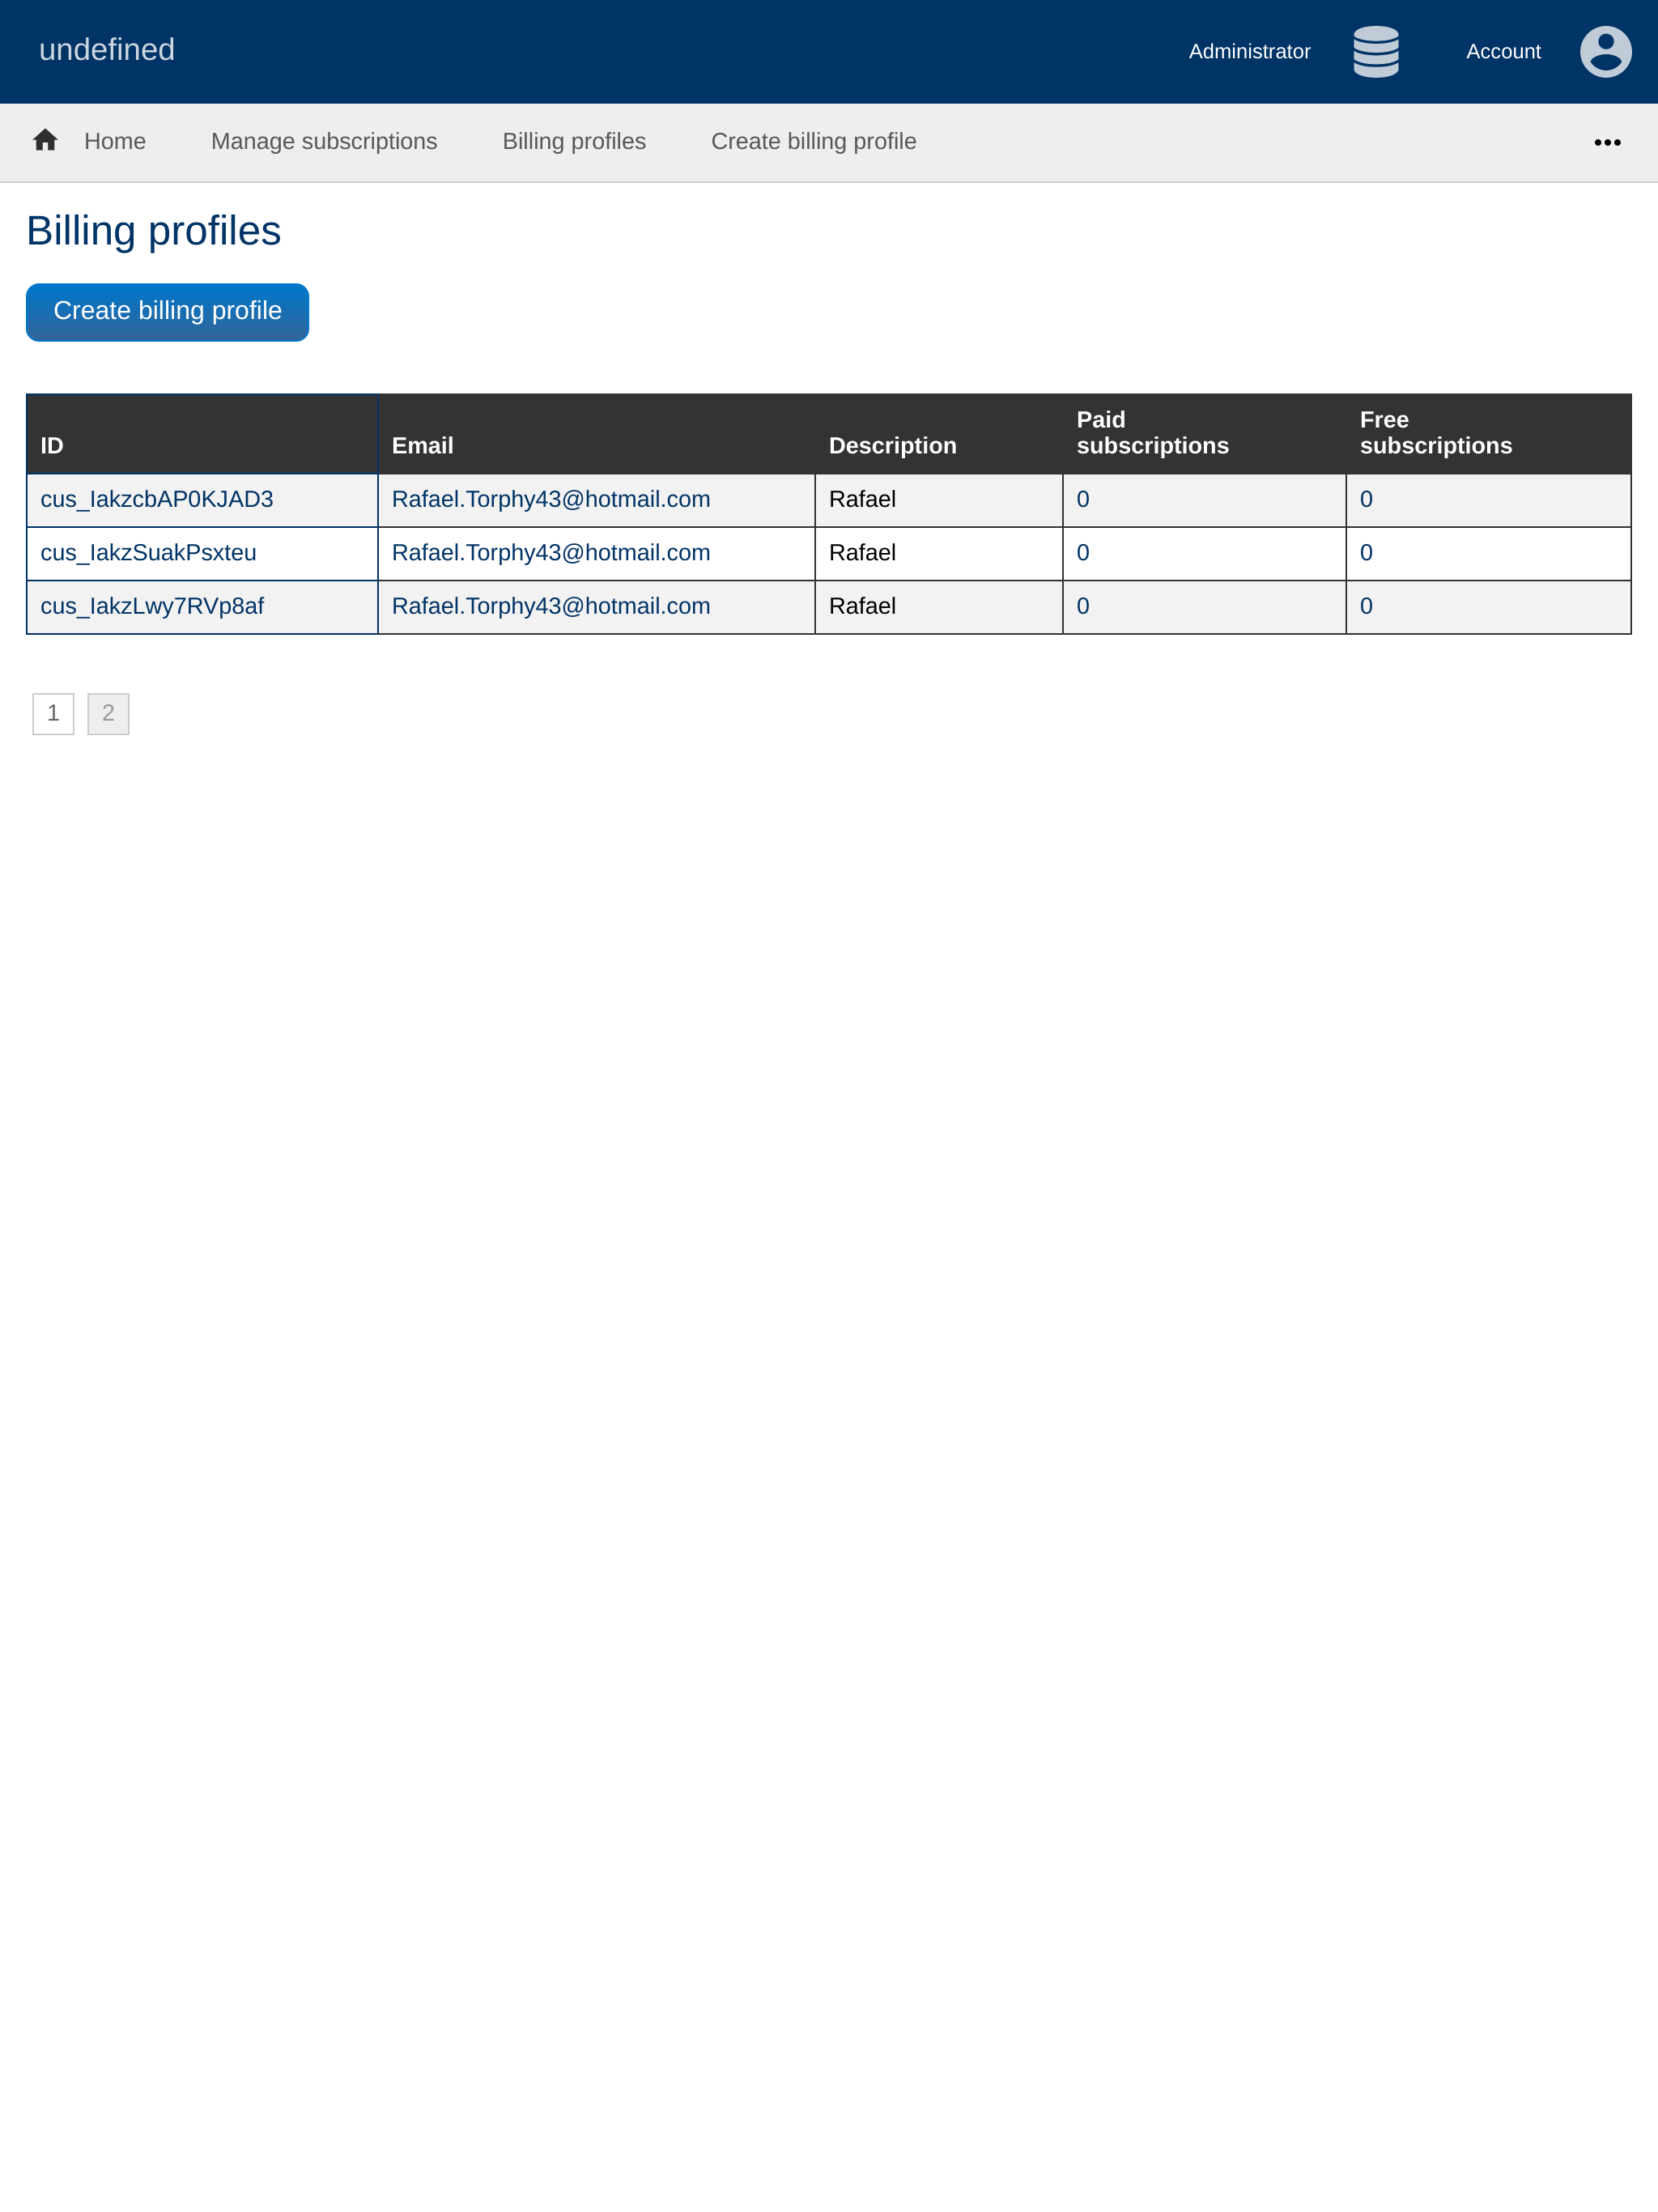 undefined
Administrator
Account
Home
Manage subscriptions
Billing profiles
Create billing profile
Billing profiles
Create billing profile
ID
Email
Description
Paid
subscriptions
Free
subscriptions
cus_IakzcbAP0KJAD3
Rafael.Torphy43@hotmail.com
Rafael
0
0
cus_IakzSuakPsxteu
Rafael.Torphy43@hotmail.com
Rafael
0
0
cus_IakzLwy7RVp8af
Rafael.Torphy43@hotmail.com
Rafael
0
0
1
2